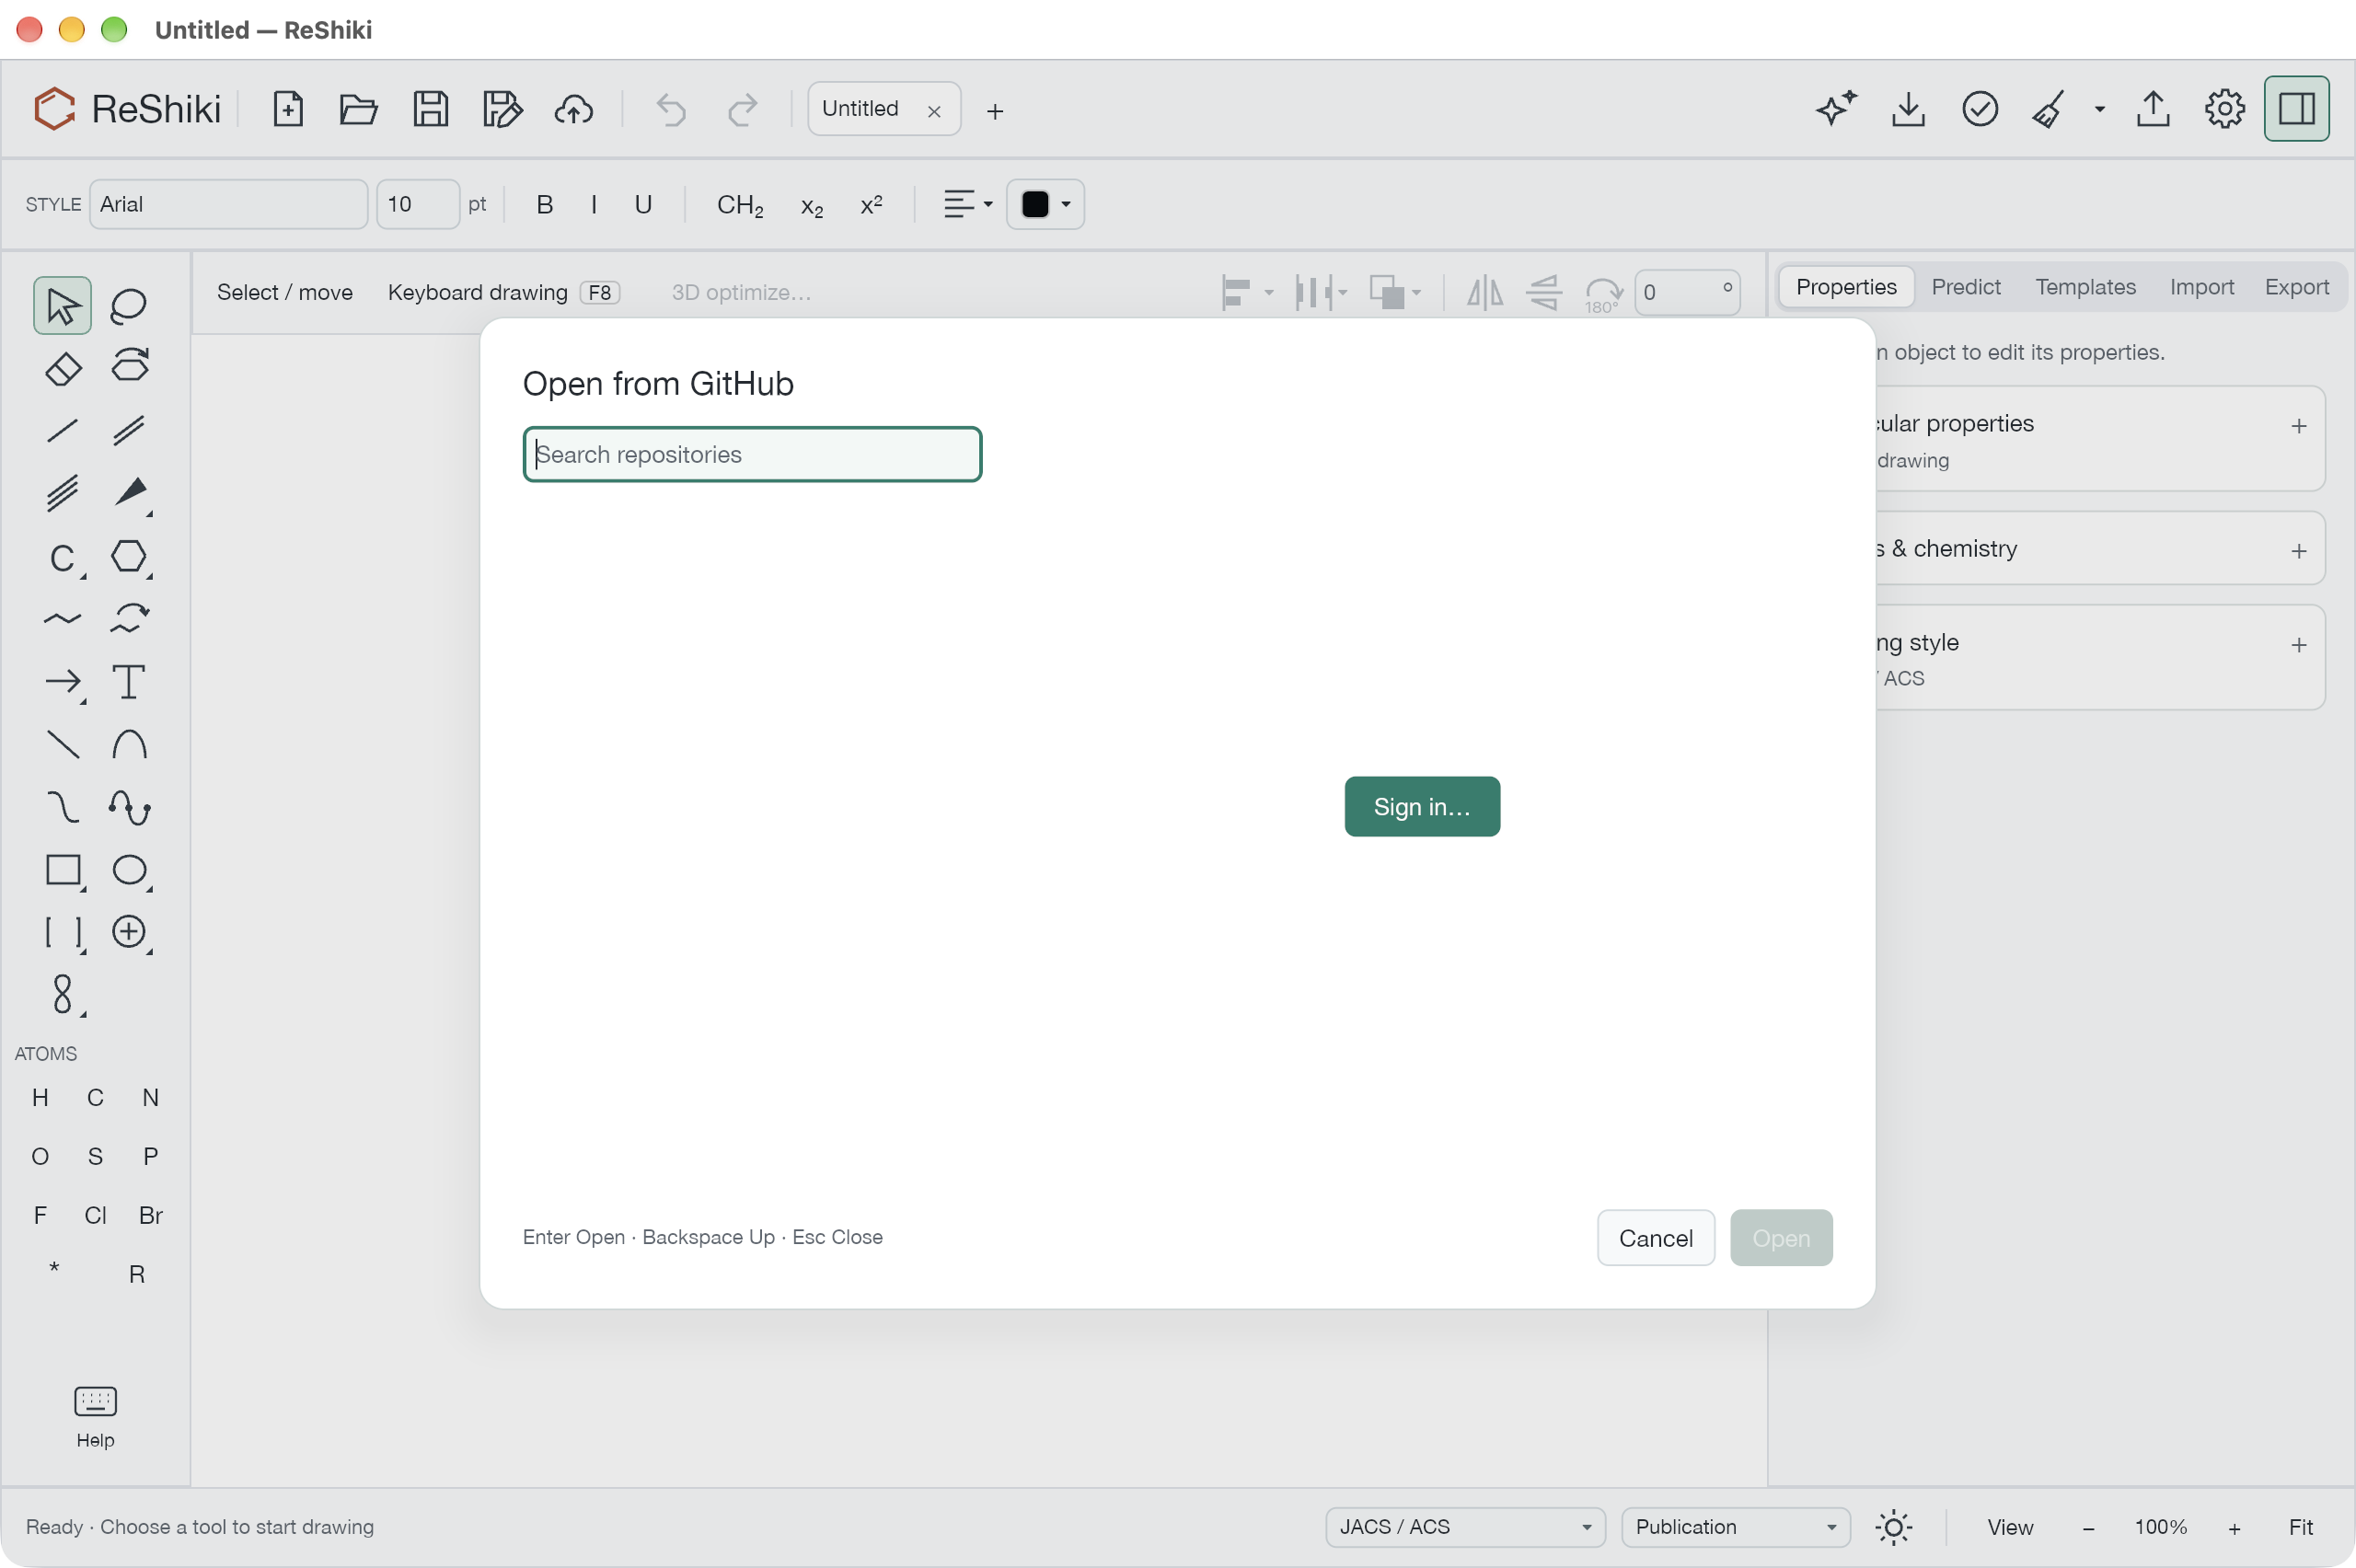 Untitled — ReShiki
ReShiki
Untitled × +
STYLE Arial 10 pt B I U CH₂ x₂ x²
Select / move Keyboard drawing F8 3D optimize... 180° 0 °
Properties Predict Templates Import Export
n object to edit its properties.
cular properties +
drawing
s & chemistry +
ng style +
/ ACS
Open from GitHub
Search repositories
Sign in...
Enter Open · Backspace Up · Esc Close
Cancel Open
C
T
[ ]
ATOMS
H C N
O S P
F Cl Br
* R
Help
Ready · Choose a tool to start drawing
JACS / ACS Publication View − 100% + Fit